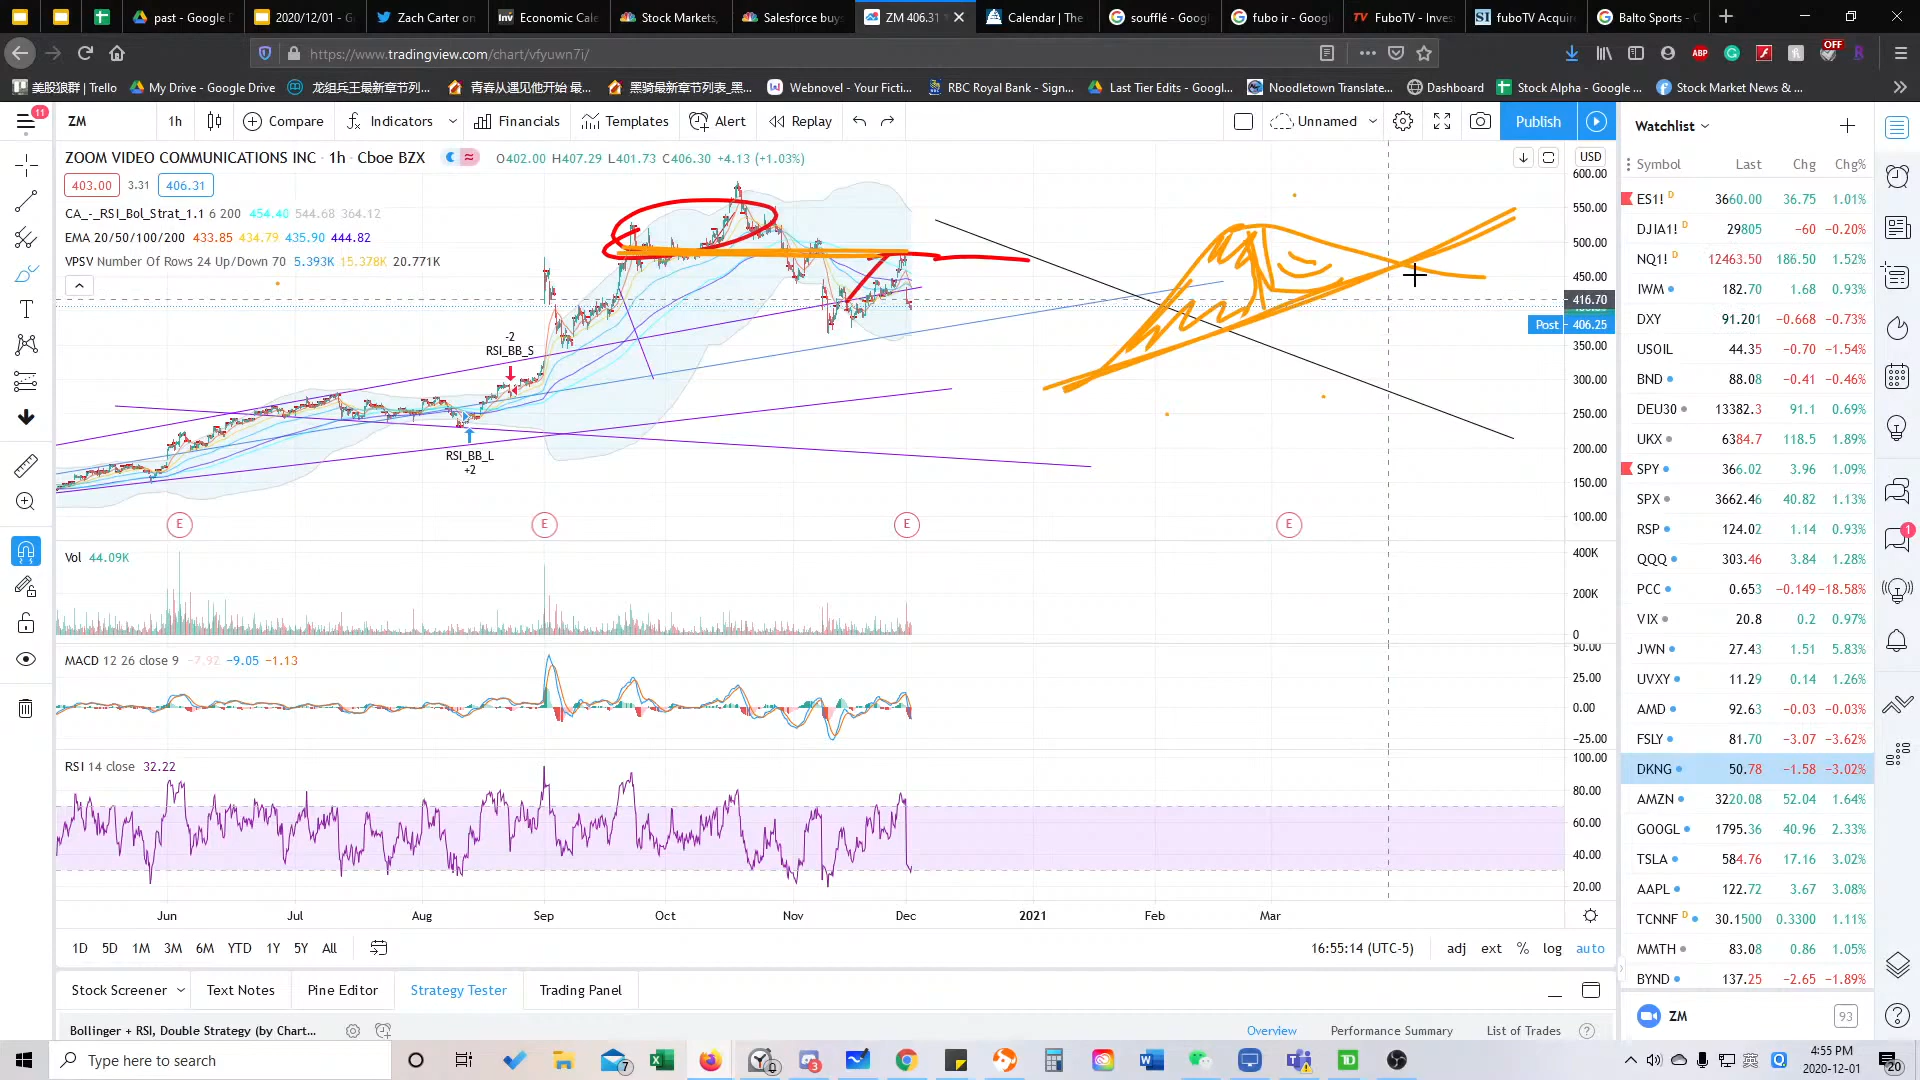 past - Google D
2020/12/01 - G
Zach Carter on
Economic Cale
Stock Markets,
Salesforce buys
ZM 406.31
Calendar | The
soufflé - Googl
fubo ir - Googl
FuboTV - Inves
fuboTV Acquir
Balto Sports - G
https://www.tradingview.com/chart/vfyuwn7i/
OFF
美股狼群 | Trello
My Drive - Google Drive
龙组兵王最新章节列...
青春从遇见他开始 最...
黑骑最新章节列表_黑...
Webnovel - Your Ficti...
RBC Royal Bank - Sign...
Last Tier Edits - Googl...
Noodletown Translate...
Dashboard
Stock Alpha - Google ...
Stock Market News & ...
11
ZM
1h
Compare
Indicators
Financials
Templates
Alert
Replay
Unnamed
Publish
ZOOM VIDEO COMMUNICATIONS INC · 1h · Cboe BZX
O402.00 H407.29 L401.73 C406.30 +4.13 (+1.03%)
403.00 3.31 406.31
CA_-_RSI_Bol_Strat_1.1 6 200 454.40 544.68 364.12
EMA 20/50/100/200 433.85 434.79 435.90 444.82
VPSV Number Of Rows 24 Up/Down 70 5.393K 15.378K 20.771K
USD
600.00
550.00
500.00
450.00
416.70
Post 406.25
350.00
300.00
250.00
200.00
150.00
100.00
-2
RSI_BB_S
RSI_BB_L
+2
E
E
E
E
Vol 44.09K
400K
200K
0
MACD 12 26 close 9 −7.92 −9.05 −1.13
50.00
25.00
0.00
−25.00
RSI 14 close 32.22
100.00
80.00
60.00
40.00
20.00
Jun
Jul
Aug
Sep
Oct
Nov
Dec
2021
Feb
Mar
1D 5D 1M 3M 6M YTD 1Y 5Y All
16:55:14 (UTC-5)
adj ext % log auto
Stock Screener
Text Notes
Pine Editor
Strategy Tester
Trading Panel
Bollinger + RSI, Double Strategy (by Chart...
Overview
Performance Summary
List of Trades
Watchlist
Symbol Last Chg Chg%
ES1! D 3660.00 36.75 1.01%
DJIA1! D 29805 −60 −0.20%
NQ1! D 12463.50 186.50 1.52%
IWM 182.70 1.68 0.93%
DXY 91.201 −0.668 −0.73%
USOIL 44.35 −0.70 −1.54%
BND 88.08 −0.41 −0.46%
DEU30 13382.3 91.1 0.69%
UKX 6384.7 118.5 1.89%
SPY 366.02 3.96 1.09%
SPX 3662.46 40.82 1.13%
RSP 124.02 1.14 0.93%
QQQ 303.46 3.84 1.28%
PCC 0.653 −0.149 −18.58%
VIX 20.8 0.2 0.97%
JWN 27.43 1.51 5.83%
UVXY 11.29 0.14 1.26%
AMD 92.63 −0.03 −0.03%
FSLY 81.70 −3.07 −3.62%
DKNG 50.78 −1.58 −3.02%
AMZN 3220.08 52.04 1.64%
GOOGL 1795.36 40.96 2.33%
TSLA 584.76 17.16 3.02%
AAPL 122.72 3.67 3.08%
TCNNF D 30.1500 0.3300 1.11%
MMTH 83.08 0.86 1.05%
BYND 137.25 −2.65 −1.89%
ZM 93
1
Type here to search
7
3
英
4:55 PM
2020-12-01
20